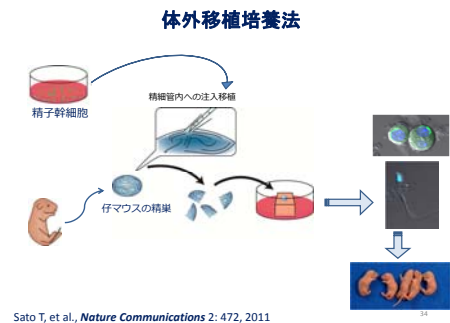 体外移植培養法
精細管内への注入移植
精子幹細胞
仔マウスの精巣
Sato T, et al., Nature Communications 2: 472, 2011
34